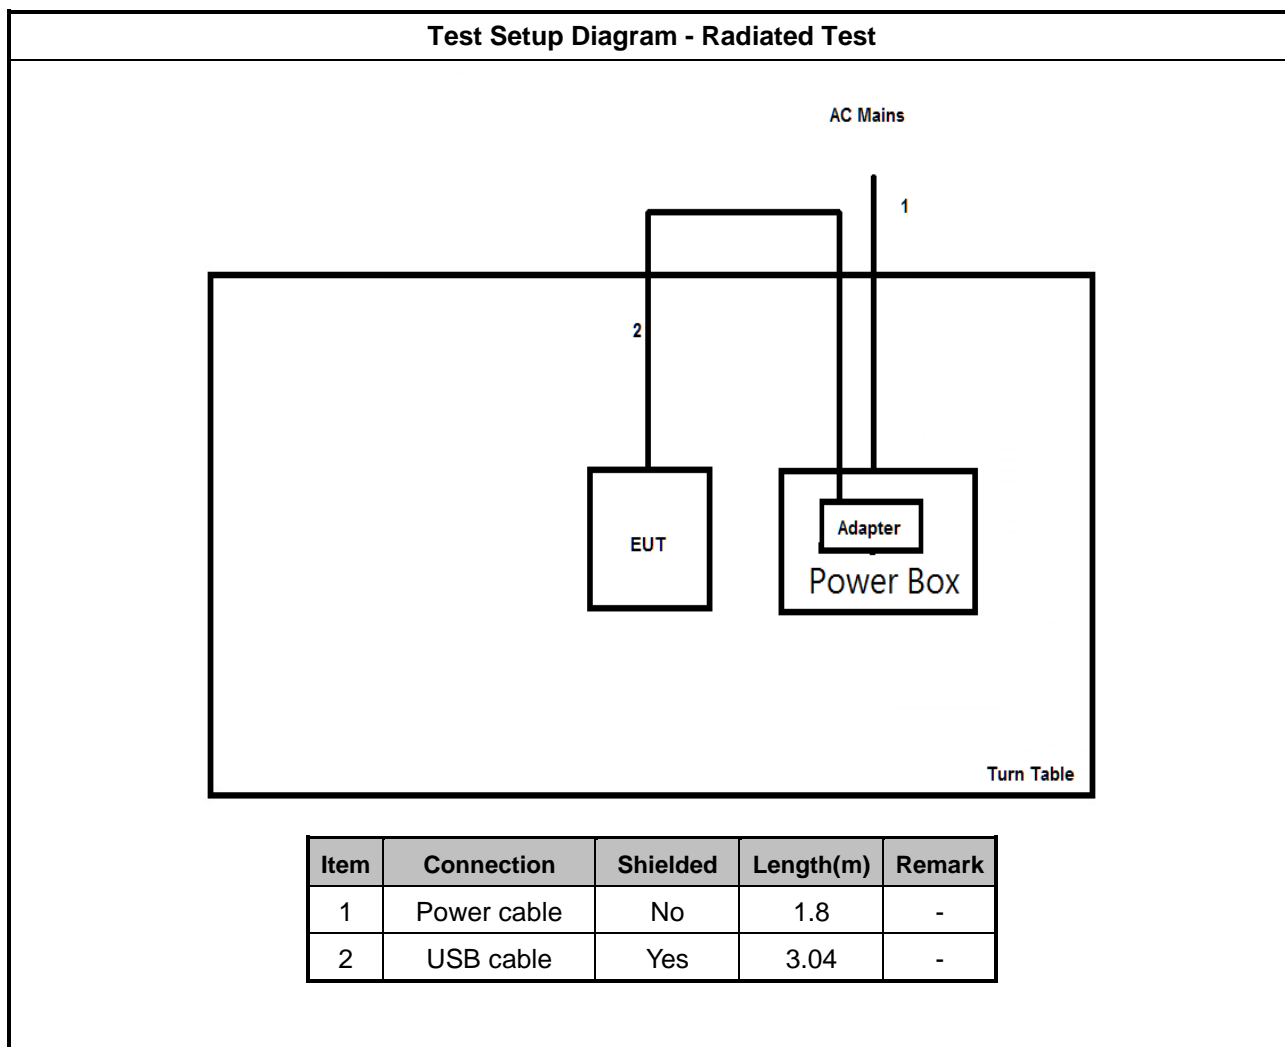 Test Setup Diagram - Radiated Test
AC Mains
1
2
EUT
Adapter
Power Box
Turn Table
Item Connection Shielded Length(m) Remark
1 Power cable No 1.8 -
2 USB cable Yes 3.04 -